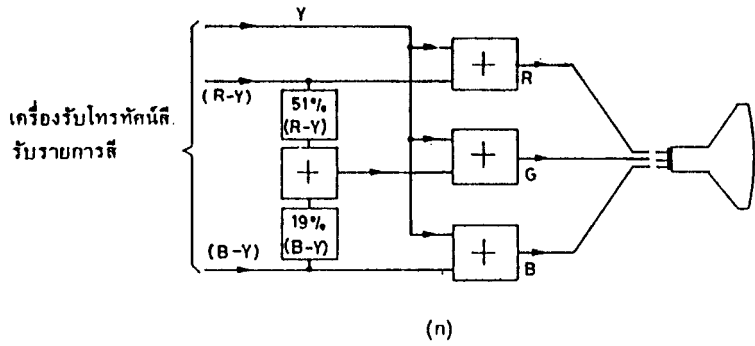 Y
(R-Y)
51%
(R-Y)
เครื่องรับโทรทัศน์สี
รับรายการสี
+
+
+
+
R
G
B
19%
(B-Y)
(B-Y)
(ก)